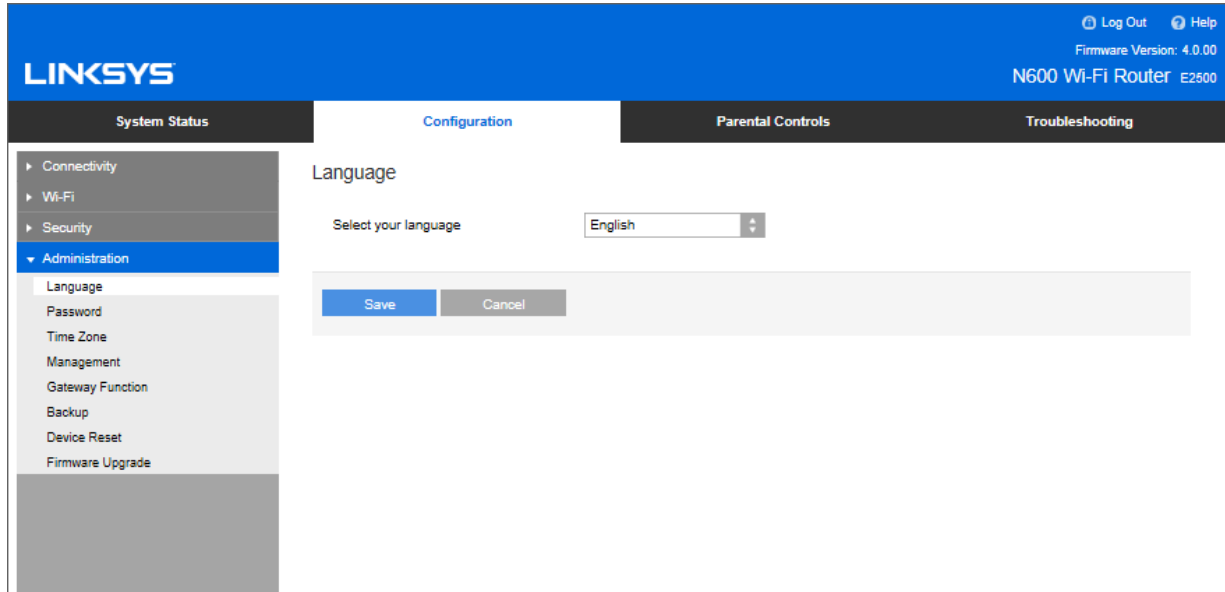 Log Out Help
Firmware Version: 4.0.00
LINKSYS
N600 Wi-Fi Router E2500
System Status Configuration Parental Controls Troubleshooting
Connectivity
Wi-Fi
Security
Administration
Language
Password
Time Zone
Management
Gateway Function
Backup
Device Reset
Firmware Upgrade
Language
Select your language English
Save Cancel